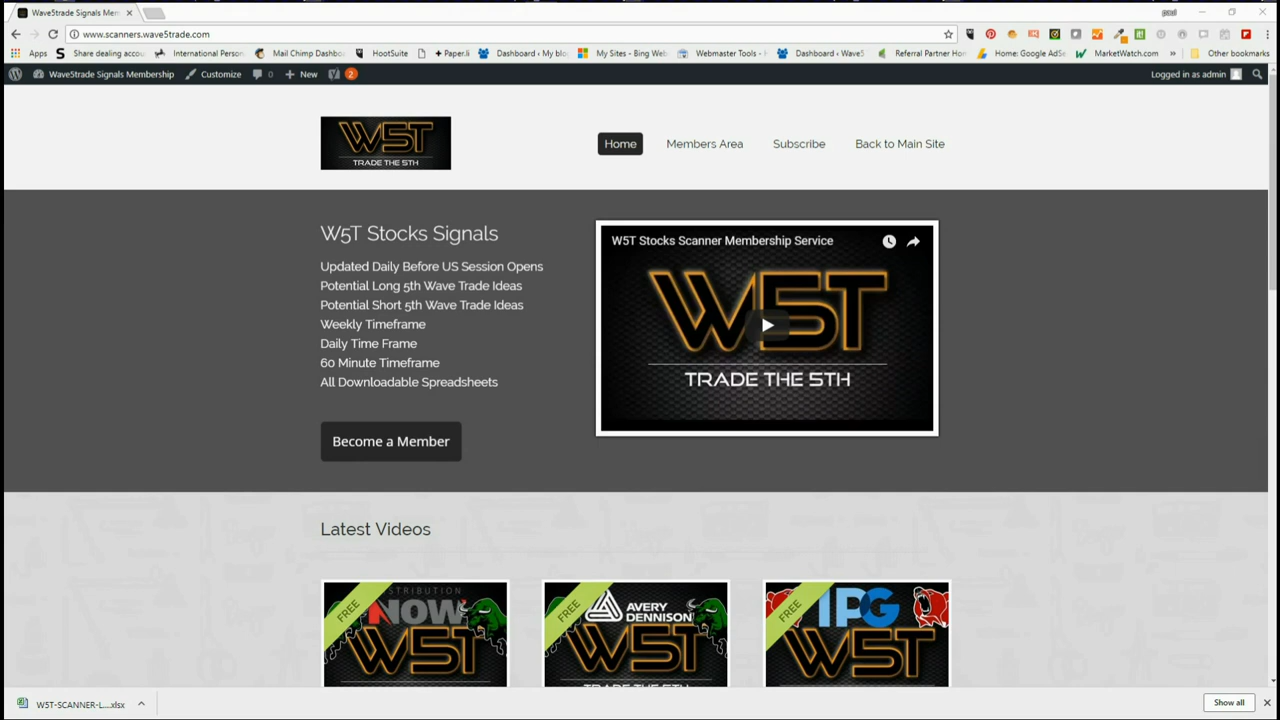 Wave5trade Signals Mem
paul
www.scanners.wave5trade.com
Apps
Share dealing accou
International Person
Mail Chimp Dashbo
HootSuite
+ Paper.li
Dashboard ‹ My blo
My Sites - Bing Web
Webmaster Tools - H
Dashboard ‹ Wave5
Referral Partner Ho
Home: Google AdSe
MarketWatch.com
»
Other bookmarks
Wave5trade Signals Membership
Customize
0
New
2
Logged in as admin
W5T
TRADE THE 5TH
Home
Members Area
Subscribe
Back to Main Site
W5T Stocks Signals
Updated Daily Before US Session Opens
Potential Long 5th Wave Trade Ideas
Potential Short 5th Wave Trade Ideas
Weekly Timeframe
Daily Time Frame
60 Minute Timeframe
All Downloadable Spreadsheets
Become a Member
W5T Stocks Scanner Membership Service
W5T
TRADE THE 5TH
Latest Videos
FREE
STRIBUTION
NOW
W5T
FREE
AVERY
DENNISON
W5T
TRADE THE 5TH
FREE
IPG
W5T
W5T-SCANNER-L....xlsx
Show all